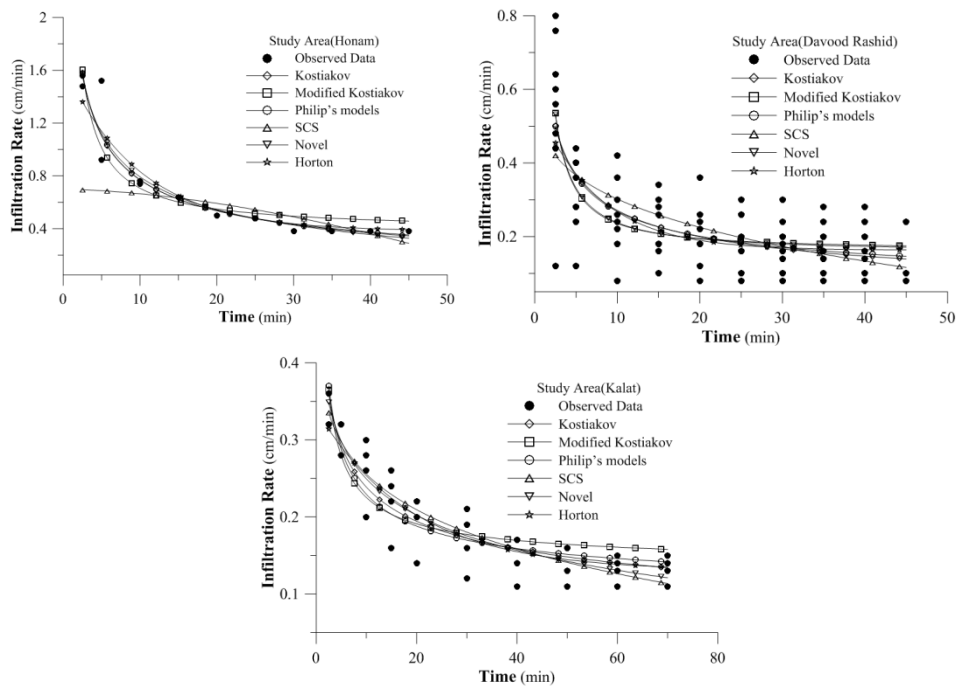 2
1.6
1.2
0.8
0.4
Infiltration Rate (cm/min)
0
10
20
30
40
50
Time (min)
Study Area(Honam)
Observed Data
Kostiakov
Modified Kostiakov
Philip's models
SCS
Novel
Horton
0.8
0.6
0.4
0.2
0
Infiltration Rate (cm/min)
0
10
20
30
40
50
Time (min)
Study Area(Davood Rashid)
Observed Data
Kostiakov
Modified Kostiakov
Philip's models
SCS
Novel
Horton
0.4
0.3
0.2
0.1
Infiltration Rate (cm/min)
0
20
40
60
80
Time (min)
Study Area(Kalat)
Observed Data
Kostiakov
Modified Kostiakov
Philip's models
SCS
Novel
Horton